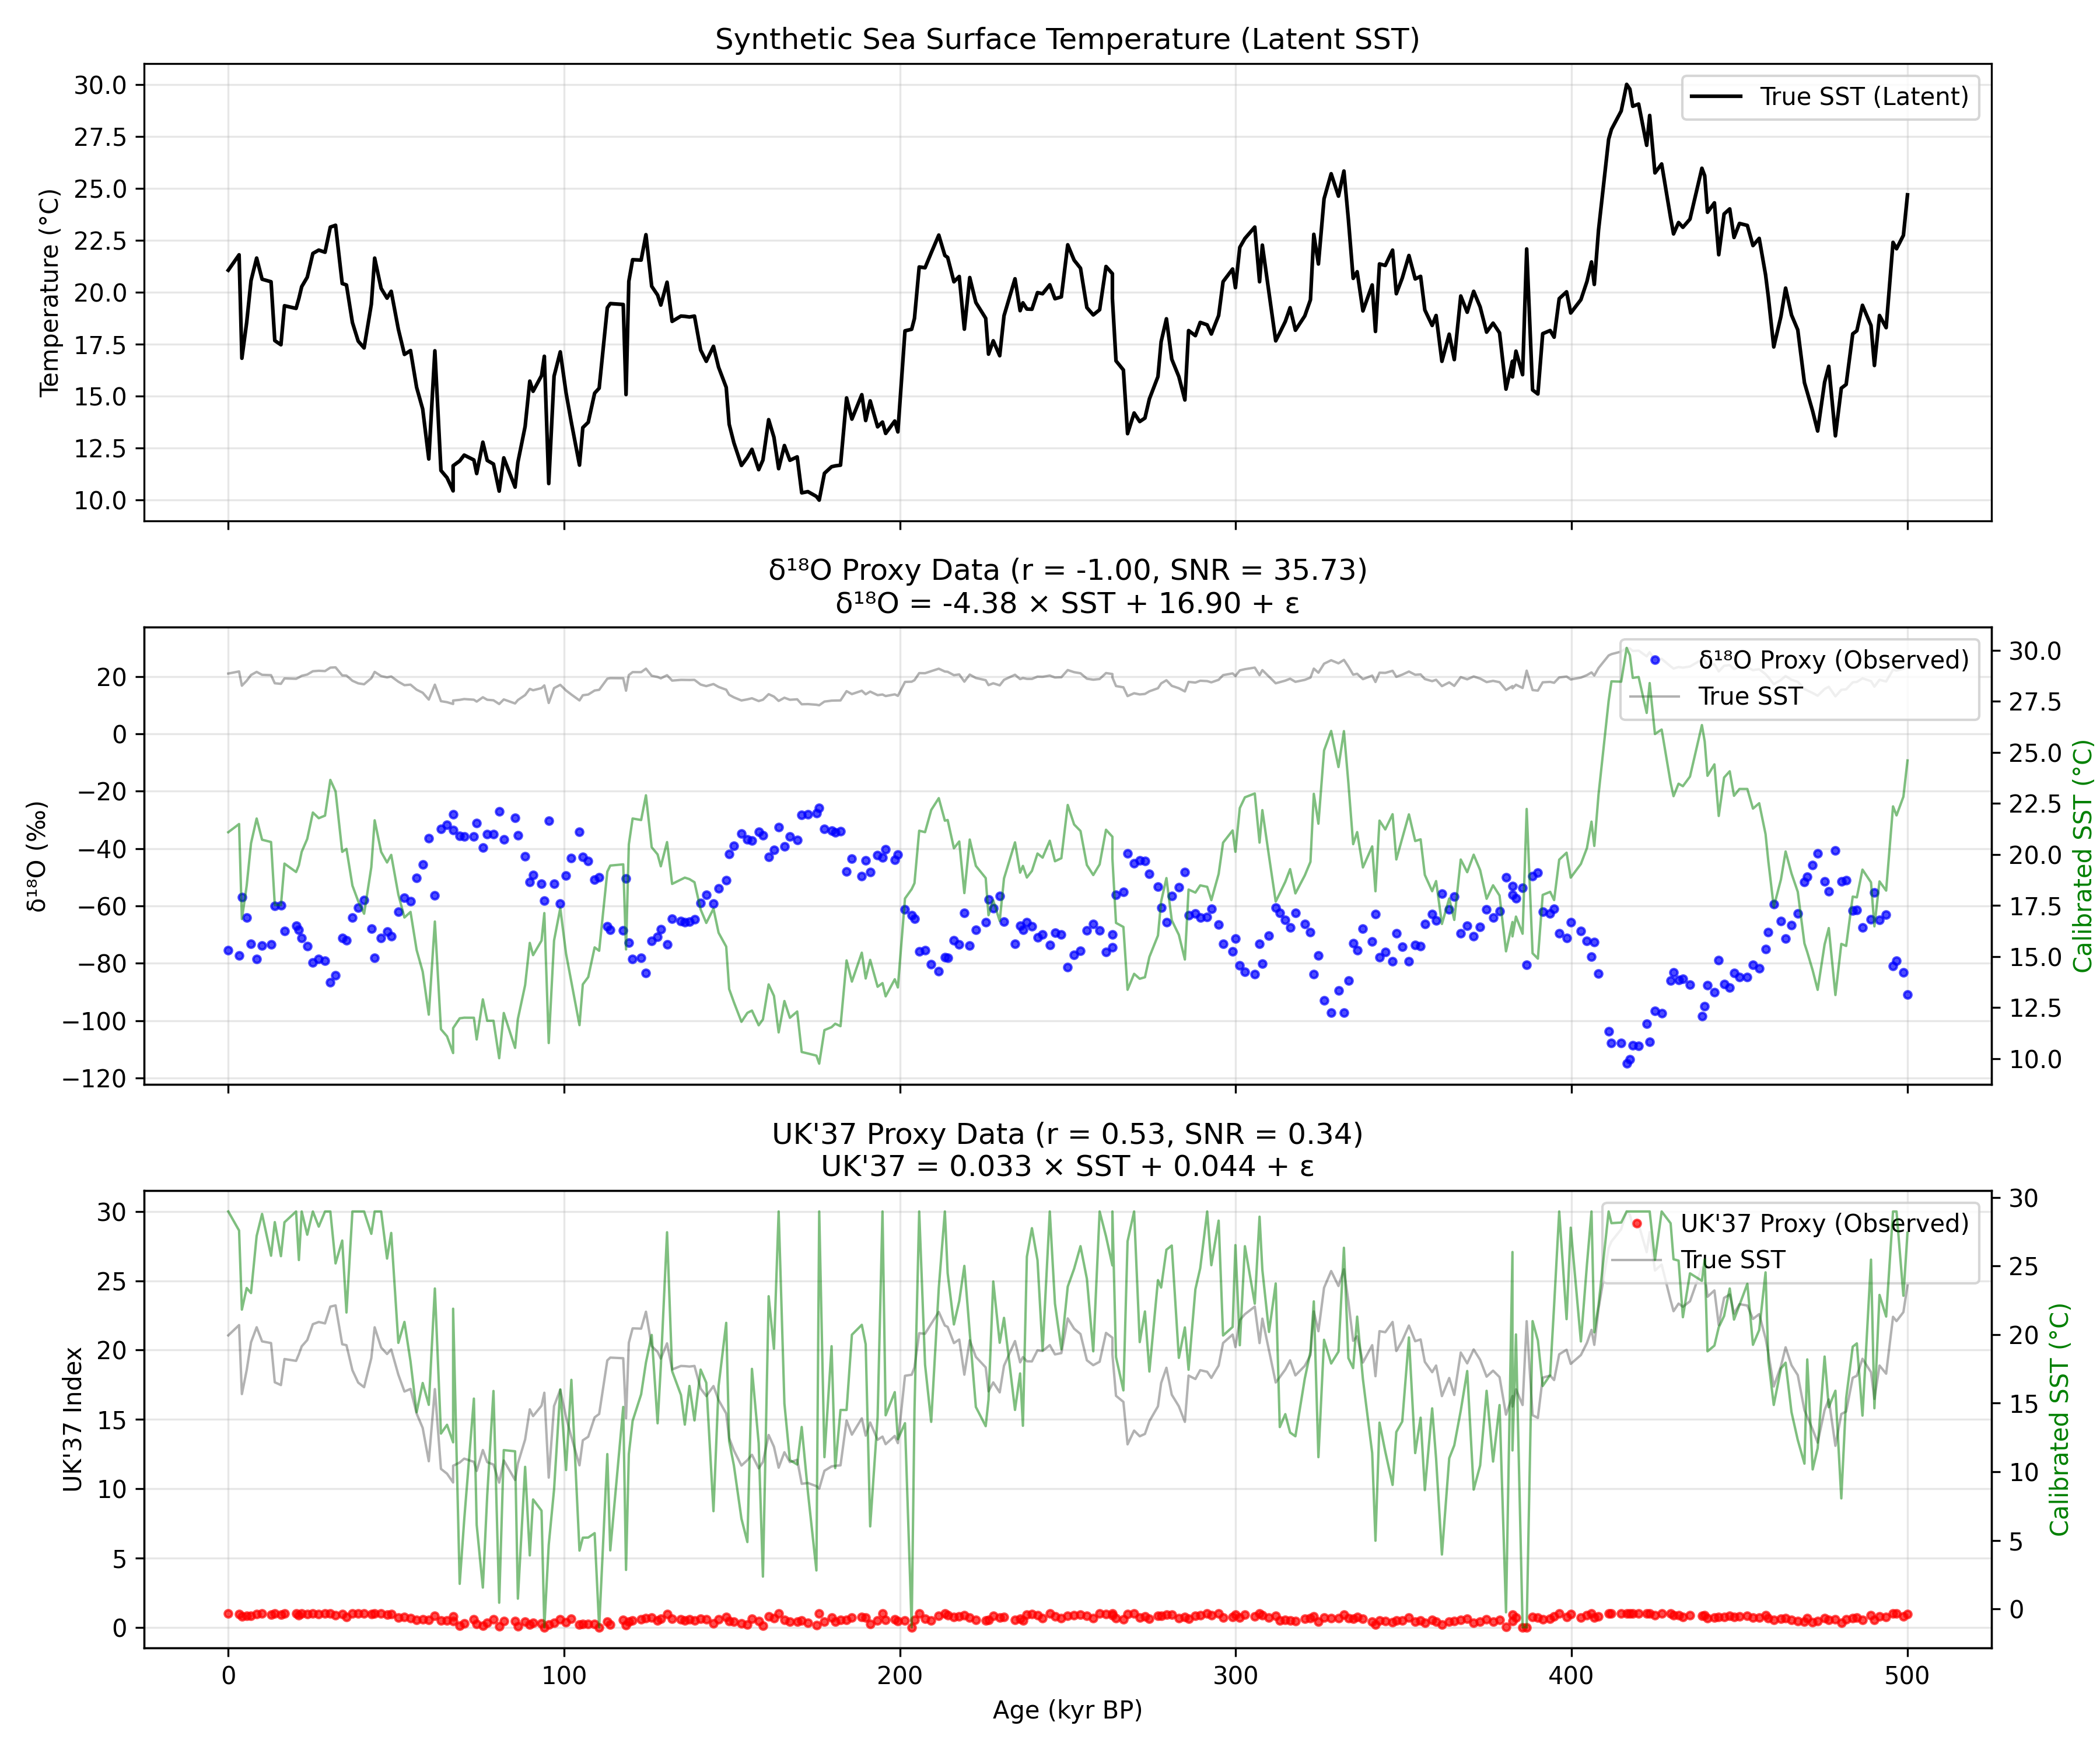 Synthetic Sea Surface Temperature (Latent SST)
Temperature (°C)
30.0
27.5
25.0
22.5
20.0
17.5
15.0
12.5
10.0
True SST (Latent)
δ¹⁸O Proxy Data (r = -1.00, SNR = 35.73)
δ¹⁸O = -4.38 × SST + 16.90 + ε
δ¹⁸O (‰)
20
0
−20
−40
−60
−80
−100
−120
δ¹⁸O Proxy (Observed)
True SST
30.0
27.5
25.0
22.5
20.0
17.5
15.0
12.5
10.0
Calibrated SST (°C)
UK'37 Proxy Data (r = 0.53, SNR = 0.34)
UK'37 = 0.033 × SST + 0.044 + ε
UK'37 Index
30
25
20
15
10
5
0
UK'37 Proxy (Observed)
True SST
30
25
20
15
10
5
0
Calibrated SST (°C)
0
100
200
300
400
500
Age (kyr BP)